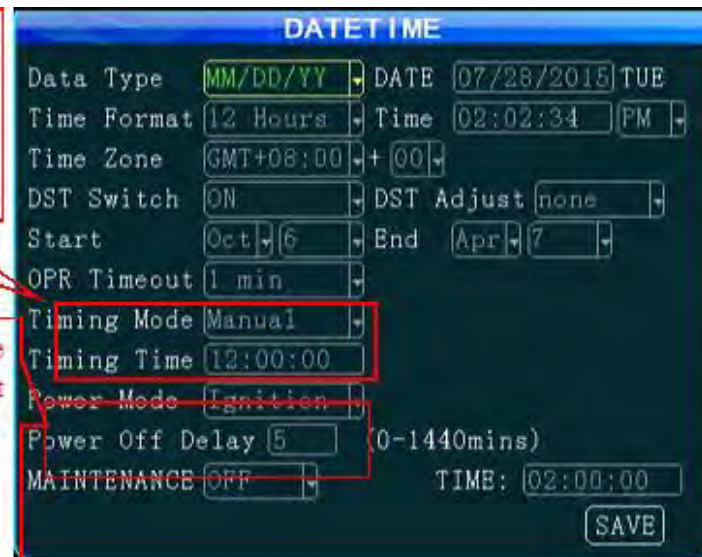 DATETIME
Data Type MM/DD/YY DATE 07/28/2015 TUE
Time Format 12 Hours Time 02:02:34 PM
Time Zone GMT+08:00 + 00
DST Switch ON DST Adjust none
Start Oct 6 End Apr 7
OPR Timeout 1 min
Timing Mode Manual
Timing Time 12:00:00
Power Mode Ignition
Power Off Delay 5 (0-1440mins)
MAINTENANCE OFF TIME: 02:00:00
SAVE